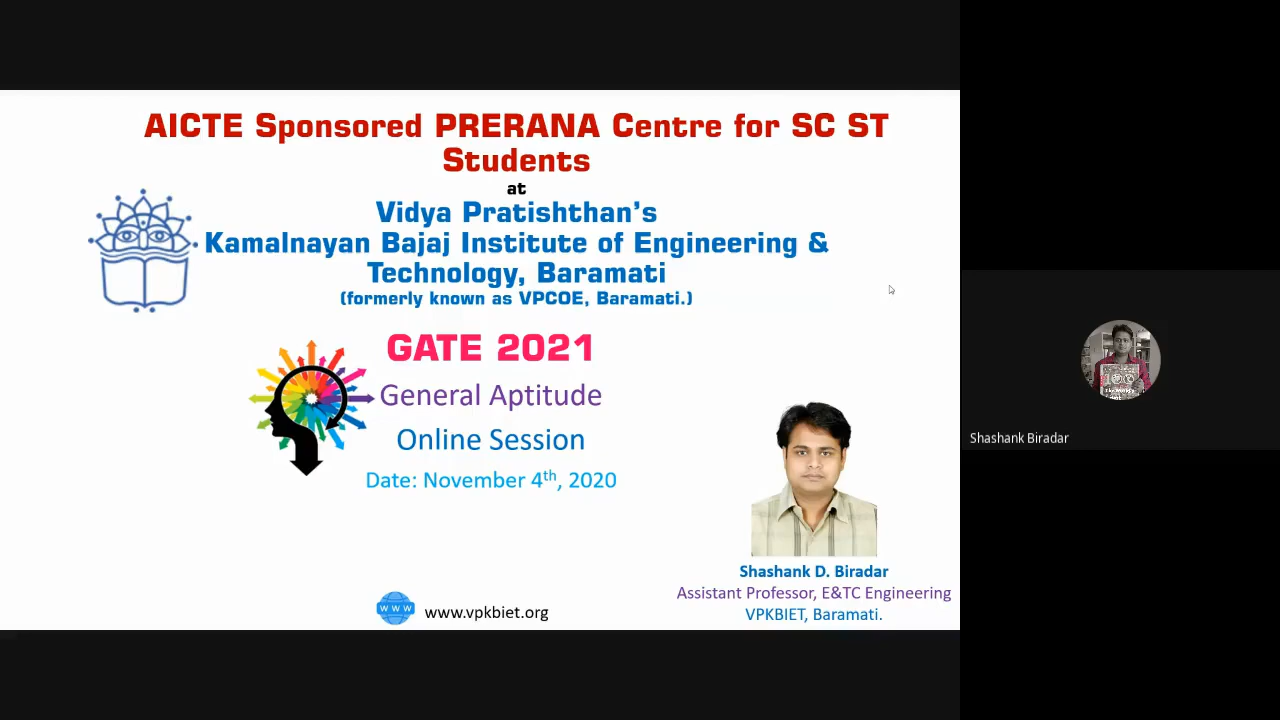 AICTE Sponsored PRERANA Centre for SC ST
Students
at
Vidya Pratishthan's
Kamalnayan Bajaj Institute of Engineering &
Technology, Baramati
(formerly known as VPCOE, Baramati.)
GATE 2021
General Aptitude
Online Session
Date: November 4th, 2020
Shashank D. Biradar
Assistant Professor, E&TC Engineering
VPKBIET, Baramati.
WWW
www.vpkbiet.org
Shashank Biradar